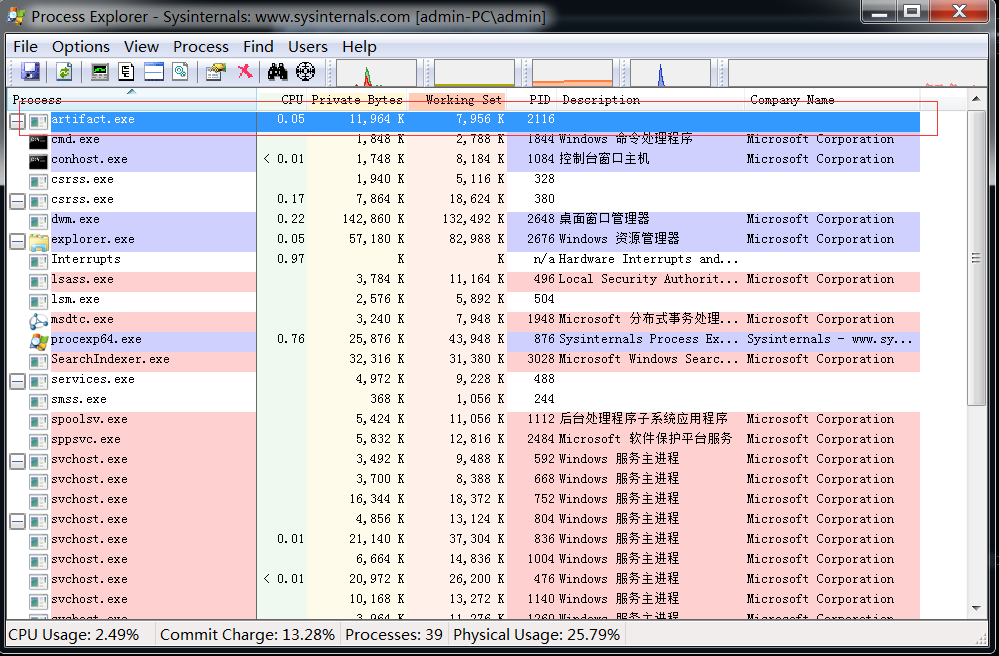 Process Explorer - Sysinternals: www.sysinternals.com [admin-PC\admin]
File Options View Process Find Users Help
Process CPU Private Bytes Working Set PID Description Company Name
artifact.exe 0.05 11,964 K 7,956 K 2116
cmd.exe 1,848 K 2,788 K 1844 Windows 命令处理程序 Microsoft Corporation
conhost.exe < 0.01 1,748 K 8,184 K 1084 控制台窗口主机 Microsoft Corporation
csrss.exe 1,940 K 5,116 K 328
csrss.exe 0.17 7,864 K 18,624 K 380
dwm.exe 0.22 142,860 K 132,492 K 2648 桌面窗口管理器 Microsoft Corporation
explorer.exe 0.05 57,180 K 82,988 K 2676 Windows 资源管理器 Microsoft Corporation
Interrupts 0.97 K K n/a Hardware Interrupts and...
lsass.exe 3,784 K 11,164 K 496 Local Security Authorit... Microsoft Corporation
lsm.exe 2,576 K 5,892 K 504
msdtc.exe 3,240 K 7,948 K 1948 Microsoft 分布式事务处理... Microsoft Corporation
procexp64.exe 0.76 25,876 K 43,948 K 876 Sysinternals Process Ex... Sysinternals - www.sy...
SearchIndexer.exe 32,316 K 31,380 K 3028 Microsoft Windows Searc... Microsoft Corporation
services.exe 4,972 K 9,228 K 488
smss.exe 368 K 1,056 K 244
spoolsv.exe 5,424 K 11,056 K 1112 后台处理程序子系统应用程序 Microsoft Corporation
sppsvc.exe 5,832 K 12,816 K 2484 Microsoft 软件保护平台服务 Microsoft Corporation
svchost.exe 3,492 K 9,488 K 592 Windows 服务主进程 Microsoft Corporation
svchost.exe 3,700 K 8,388 K 668 Windows 服务主进程 Microsoft Corporation
svchost.exe 16,344 K 18,372 K 752 Windows 服务主进程 Microsoft Corporation
svchost.exe 4,856 K 13,124 K 804 Windows 服务主进程 Microsoft Corporation
svchost.exe 0.01 21,140 K 37,304 K 836 Windows 服务主进程 Microsoft Corporation
svchost.exe 6,664 K 14,836 K 1004 Windows 服务主进程 Microsoft Corporation
svchost.exe < 0.01 20,972 K 26,200 K 476 Windows 服务主进程 Microsoft Corporation
svchost.exe 10,168 K 13,272 K 1140 Windows 服务主进程 Microsoft Corporation
svchost.exe 3,964 K 11,276 K 1260 Windows 服务主进程 Microsoft Corporation
CPU Usage: 2.49% Commit Charge: 13.28% Processes: 39 Physical Usage: 25.79%